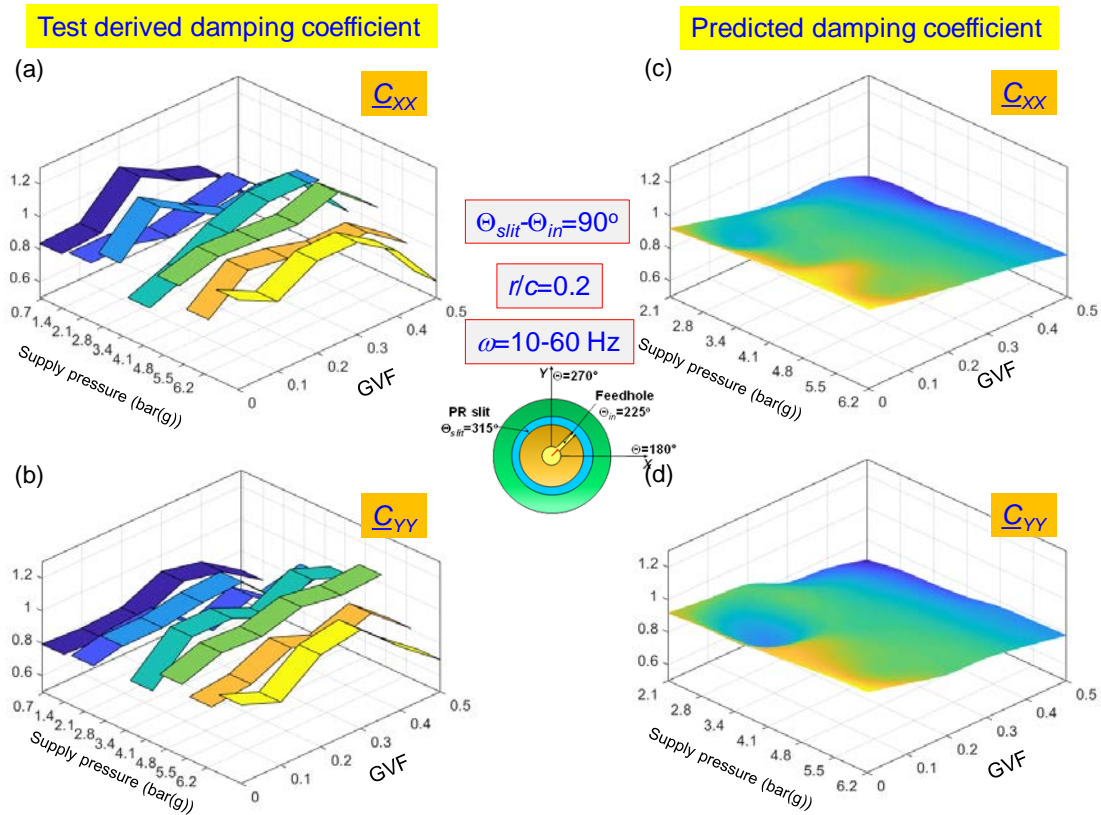 Test derived damping coefficient
Predicted damping coefficient
(a)
C_XX
1.2
1
0.8
0.6
0.7
1.4
2.1
2.8
3.4
4.1
4.8
5.5
6.2
Supply pressure (bar(g))
0
0.1
0.2
0.3
0.4
0.5
GVF
(c)
C_XX
1.2
1
0.8
0.6
2.1
2.8
3.4
4.1
5.5
6.2
Supply pressure (bar(g))
0
0.1
0.2
0.3
0.4
0.5
GVF
Θ_slit-Θ_in=90°
r/c=0.2
ω=10-60 Hz
Y Θ=270°
Feedhole
Θ_in=225°
PR slit
Θ_slit=315°
Θ=180°
X
(b)
C_YY
1.2
1
0.8
0.6
0.7
1.4
2.1
2.8
3.4
4.1
4.8
5.5
6.2
Supply pressure (bar(g))
0
0.1
0.2
0.3
0.4
0.5
GVF
(d)
C_YY
1.2
1
0.8
0.6
2.1
2.8
3.4
4.1
5.5
6.2
Supply pressure (bar(g))
0
0.1
0.2
0.3
0.4
0.5
GVF